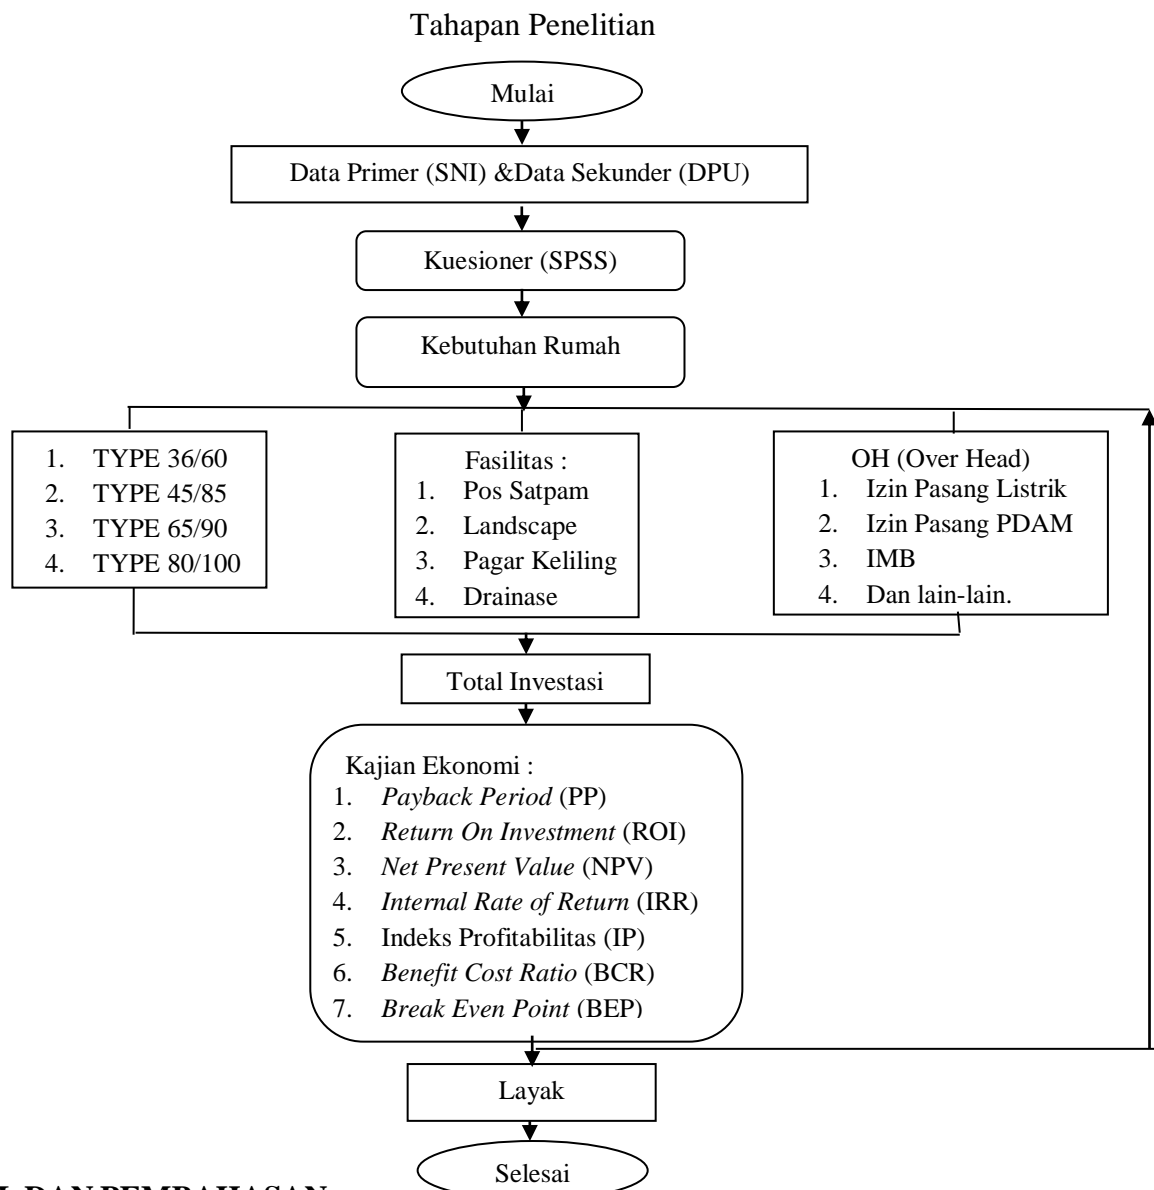 Tahapan Penelitian
Mulai
Data Primer (SNI) &Data Sekunder (DPU)
Kuesioner (SPSS)
Kebutuhan Rumah
1. TYPE 36/60
2. TYPE 45/85
3. TYPE 65/90
4. TYPE 80/100
Fasilitas :
1. Pos Satpam
2. Landscape
3. Pagar Keliling
4. Drainase
OH (Over Head)
1. Izin Pasang Listrik
2. Izin Pasang PDAM
3. IMB
4. Dan lain-lain.
Total Investasi
Kajian Ekonomi :
1. Payback Period (PP)
2. Return On Investment (ROI)
3. Net Present Value (NPV)
4. Internal Rate of Return (IRR)
5. Indeks Profitabilitas (IP)
6. Benefit Cost Ratio (BCR)
7. Break Even Point (BEP)
Layak
Selesai
DAN PEMBAHASAN